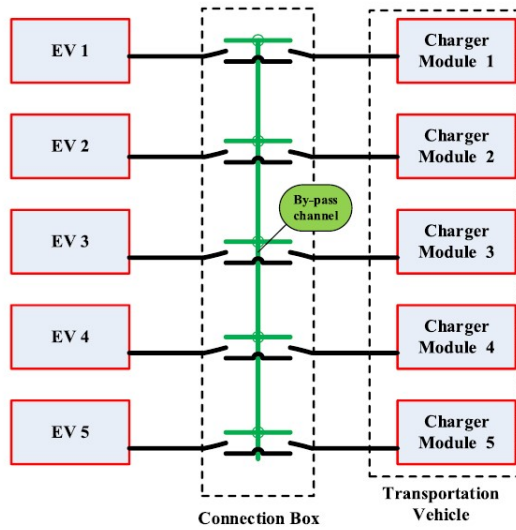 EV 1
Charger
Module 1
EV 2
Charger
Module 2
By-pass
channel
EV 3
Charger
Module 3
EV 4
Charger
Module 4
EV 5
Charger
Module 5
Connection Box
Transportation
Vehicle